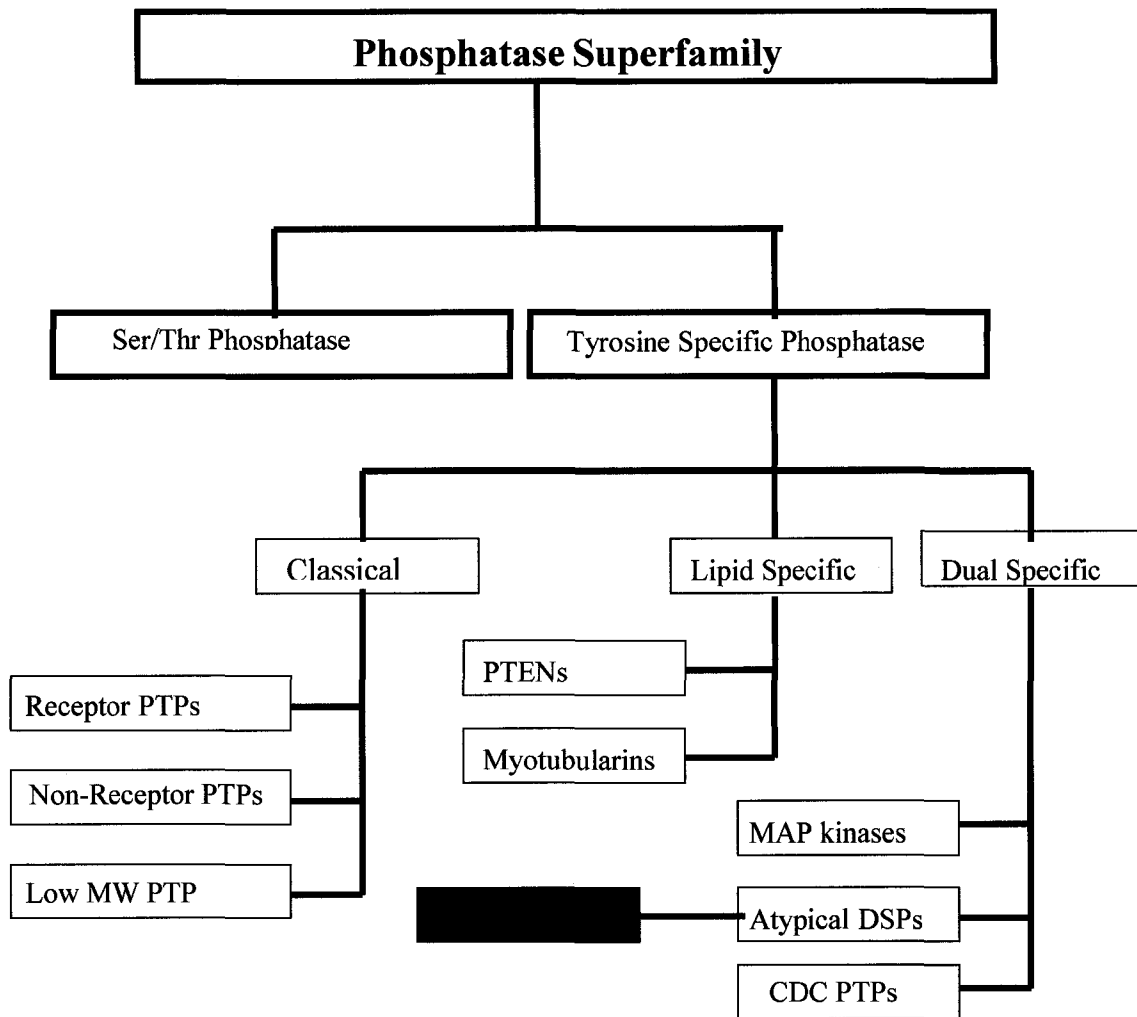 Phosphatase Superfamily
Ser/Thr Phosphatase
Tyrosine Specific Phosphatase
Classical
Lipid Specific
Dual Specific
PTENs
Receptor PTPs
Myotubularins
Non-Receptor PTPs
MAP kinases
Low MW PTP
Atypical DSPs
CDC PTPs